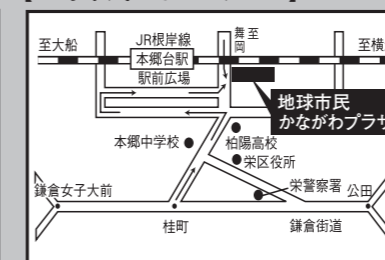 至大船
JR根岸線
舞岡
至
至横
本郷台駅
駅前広場
地球市民
かながわプラザ
本郷中学校
柏陽高校
栄区役所
鎌倉女子大前
栄警察署
公田
桂町
鎌倉街道